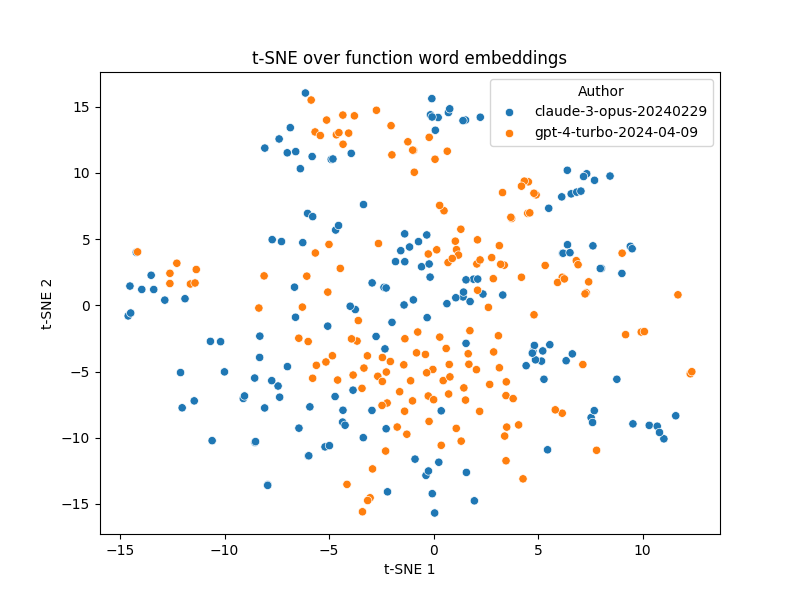 t-SNE over function word embeddings
Author
claude-3-opus-20240229
gpt-4-turbo-2024-04-09
15
10
5
0
−5
−10
−15
t-SNE 2
−15
−10
−5
0
5
10
t-SNE 1